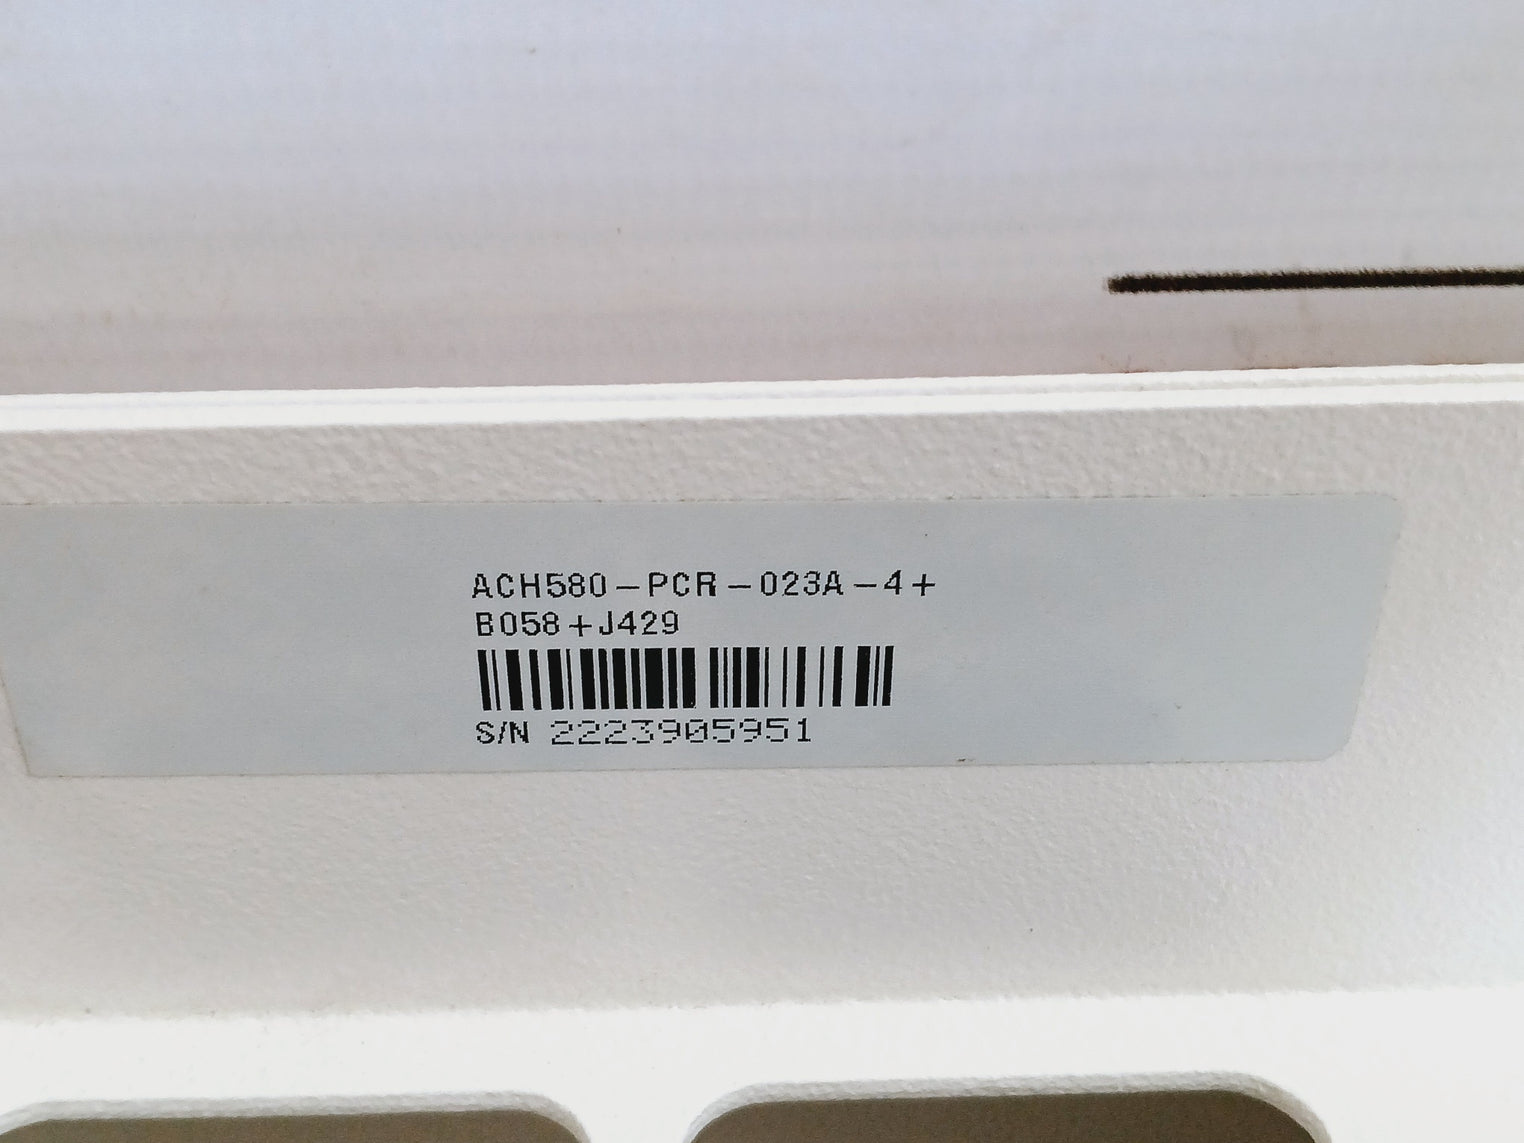 ACH580-PCR-023A-4+
B058+J429
S/N 2223905951